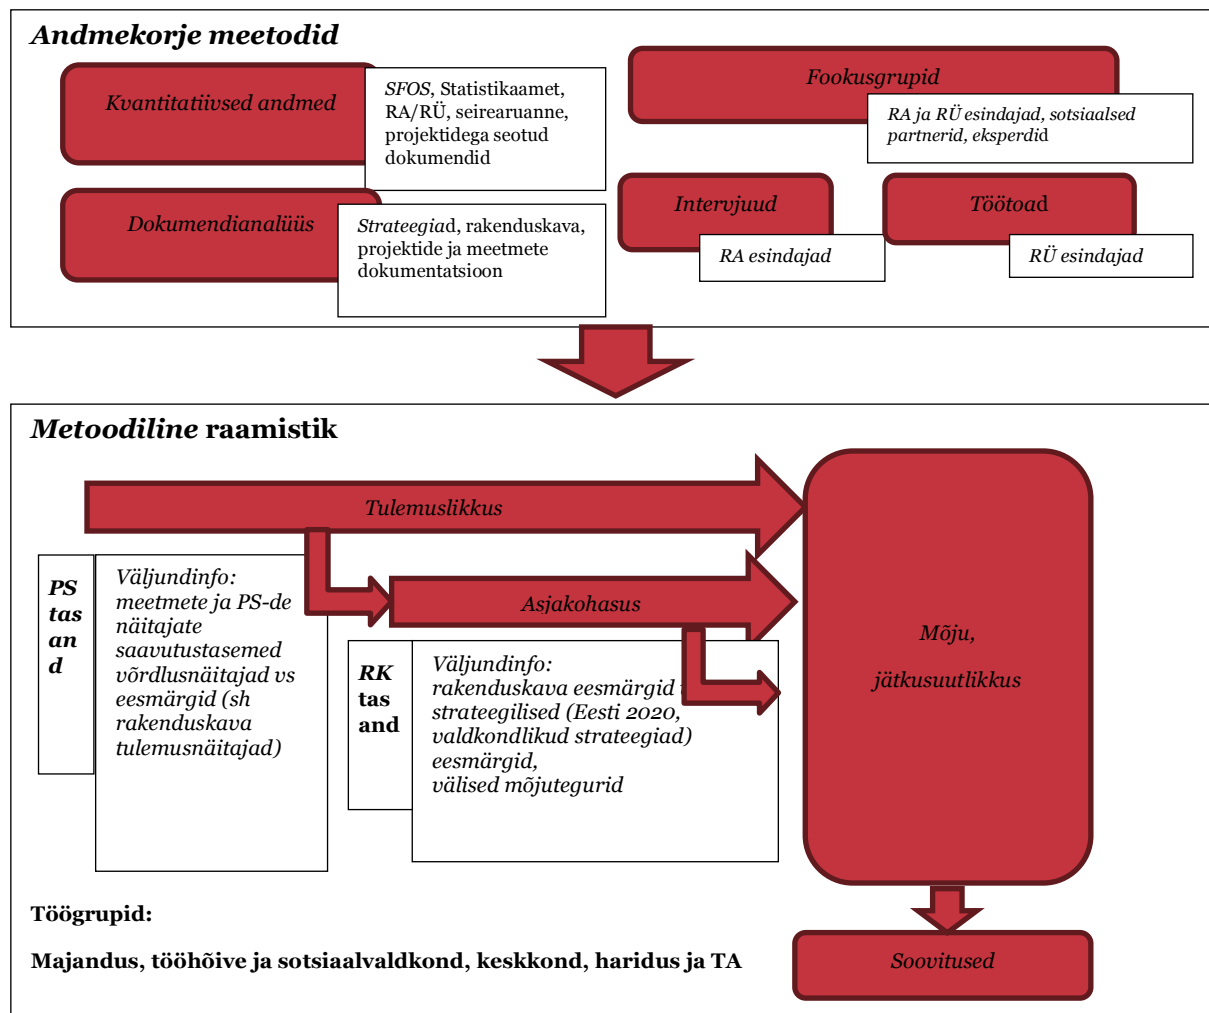 Andmekorje meetodid
Kvantitatiivsed andmed
SFOS, Statistikaamet,
RA/RÜ, seirearuanne,
projektidega seotud
dokumendid
Fookusgrupid
RA ja RÜ esindajad, sotsiaalsed
partnerid, eksperdid
Dokumendianalüüs
Strateegiad, rakenduskava,
projektide ja meetmete
dokumentatsioon
Intervjuud
RA esindajad
Töötoad
RÜ esindajad
Metoodiline raamistik
Tulemuslikkus
PS
tas
an
d
Väljundinfo:
meetmete ja PS-de
näitajate
saavutustasemed
võrdlusnäitajad vs
eesmärgid (sh
rakenduskava
tulemusnäitajad)
Asjakohasus
RK
tas
and
Väljundinfo:
rakenduskava eesmärgid
strateegilised (Eesti 2020,
valdkondlikud strateegiad)
eesmärgid,
välised mõjutegurid
Mõju,
jätkusuutlikkus
Soovitused
Töögrupid:
Majandus, tööhõive ja sotsiaalvaldkond, keskkond, haridus ja TA